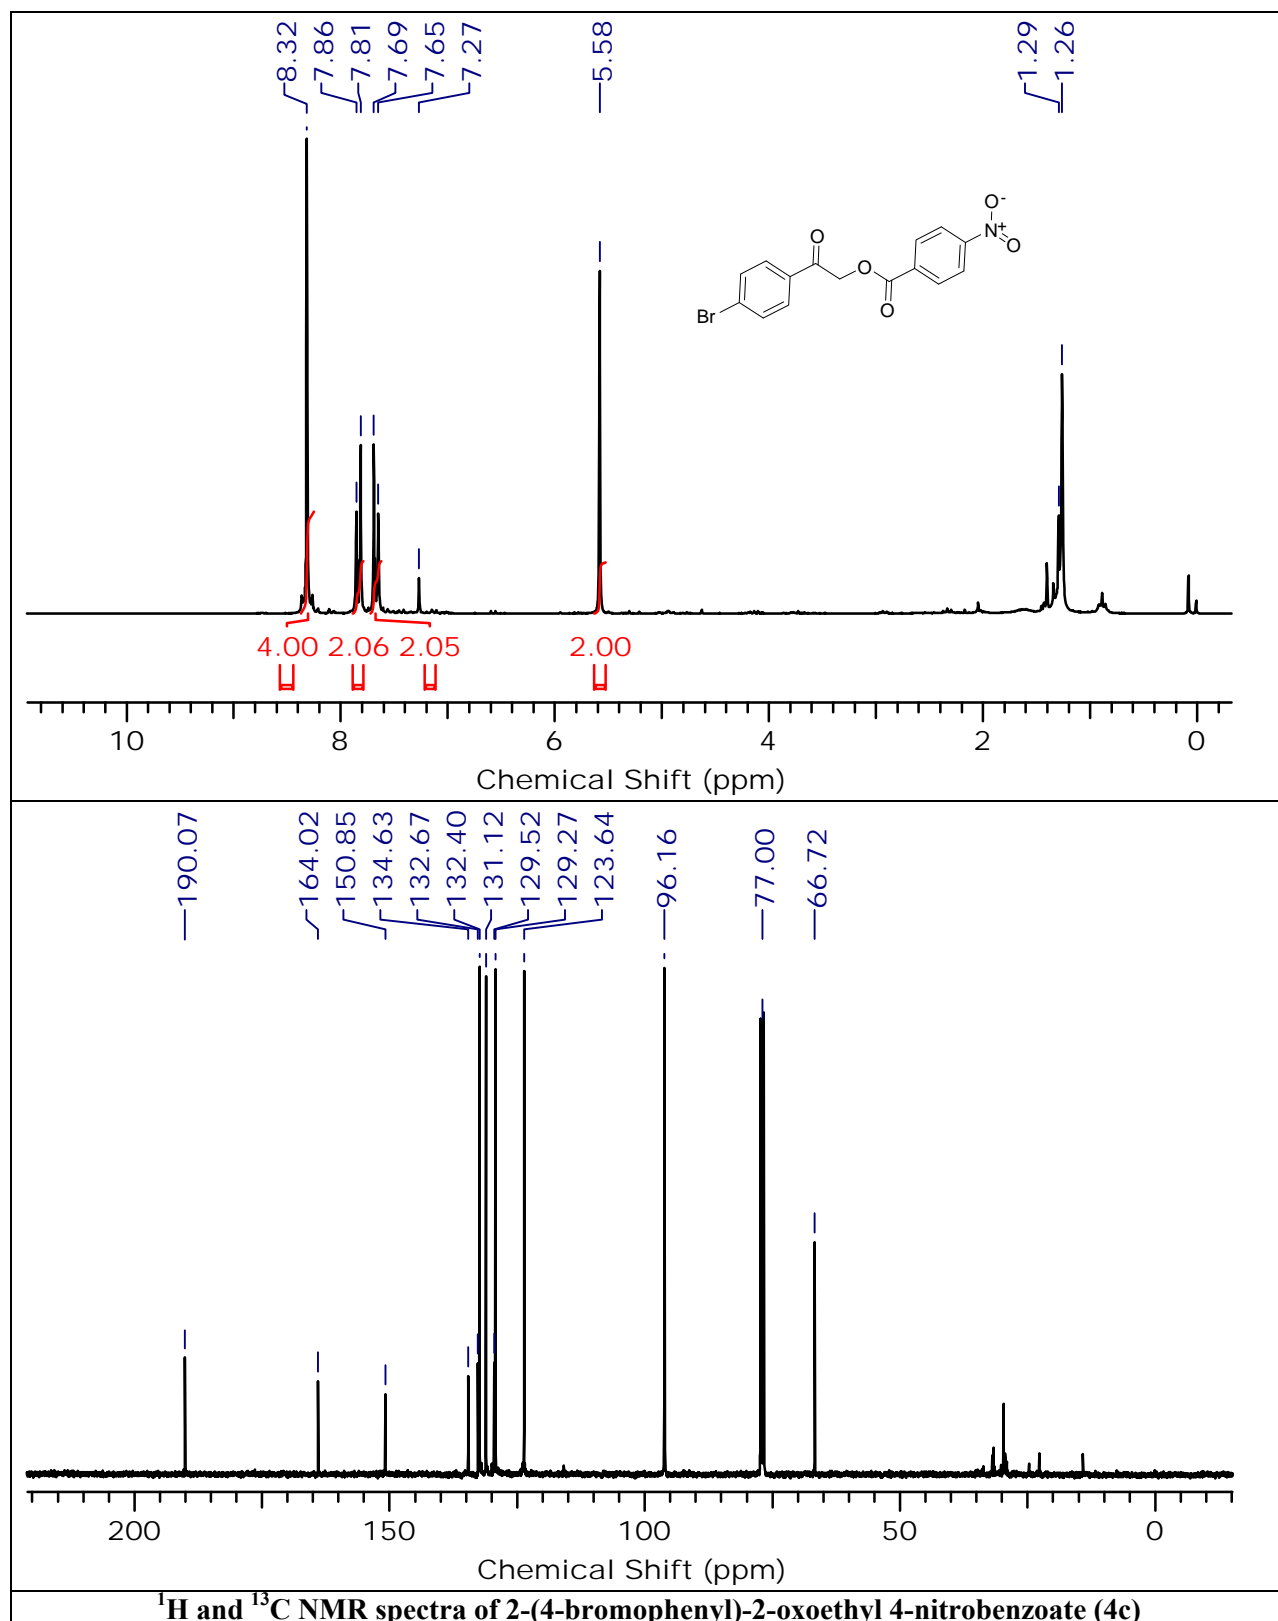 8.32 7.86 7.81 7.69 7.65 7.27 5.58 1.29 1.26
O O⁻
N⁺
O O
Br O
4.00 2.06 2.05 2.00
10 8 6 4 2 0
Chemical Shift (ppm)
190.07 164.02 150.85 134.63 132.67 132.40 131.12 129.52 129.27 123.64 96.16 77.00 66.72
200 150 100 50 0
Chemical Shift (ppm)
¹H and ¹³C NMR spectra of 2-(4-bromophenyl)-2-oxoethyl 4-nitrobenzoate (4c)